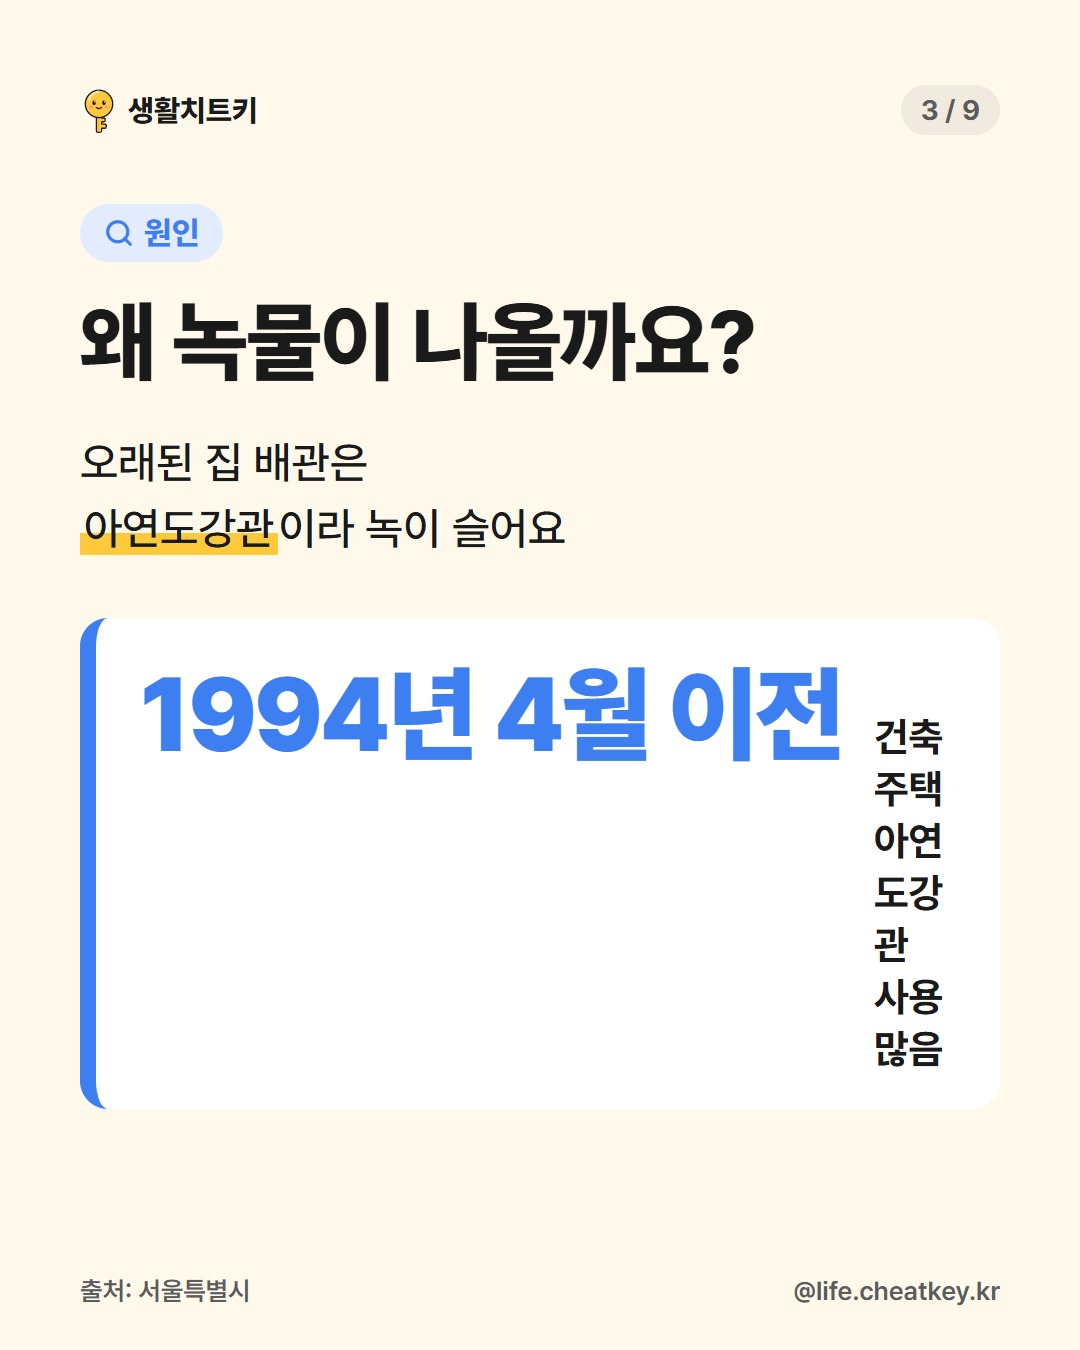 생활치트키
3 / 9
원인
왜 녹물이 나올까요?
오래된 집 배관은
아연도강관이라 녹이 슬어요
1994년 4월 이전
건축
주택
아연
도강
관
사용
많음
출처: 서울특별시
@life.cheatkey.kr